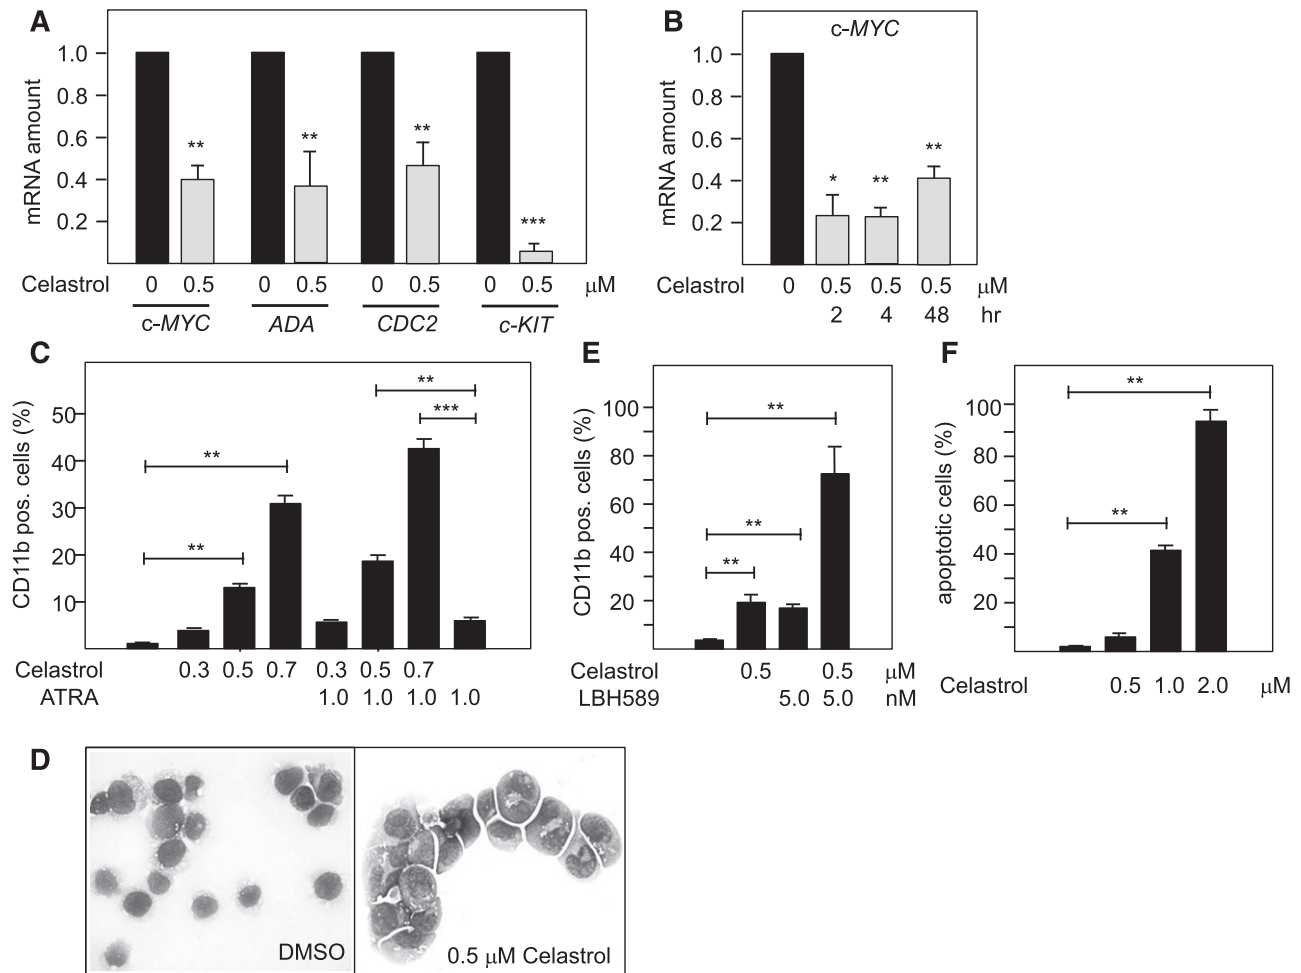 A
mRNA amount
1.0
0.8
0.6
0.4
0.2
** ** ** ***
Celastrol 0 0.5 0 0.5 0 0.5 0 0.5 μM
c-MYC ADA CDC2 c-KIT
B
c-MYC
mRNA amount
1.0
0.8
0.6
0.4
0.2
* ** **
Celastrol 0 0.5 0.5 0.5 μM
2 4 48 hr
C
CD11b pos. cells (%)
50
40
30
20
10
**
***
**
**
Celastrol 0.3 0.5 0.7 0.3 0.5 0.7
ATRA 1.0 1.0 1.0 1.0
E
CD11b pos. cells (%)
100
80
60
40
20
**
**
**
Celastrol 0.5 0.5 μM
LBH589 5.0 5.0 nM
F
apoptotic cells (%)
100
80
60
40
20
**
**
Celastrol 0.5 1.0 2.0 μM
D
DMSO
0.5 μM Celastrol